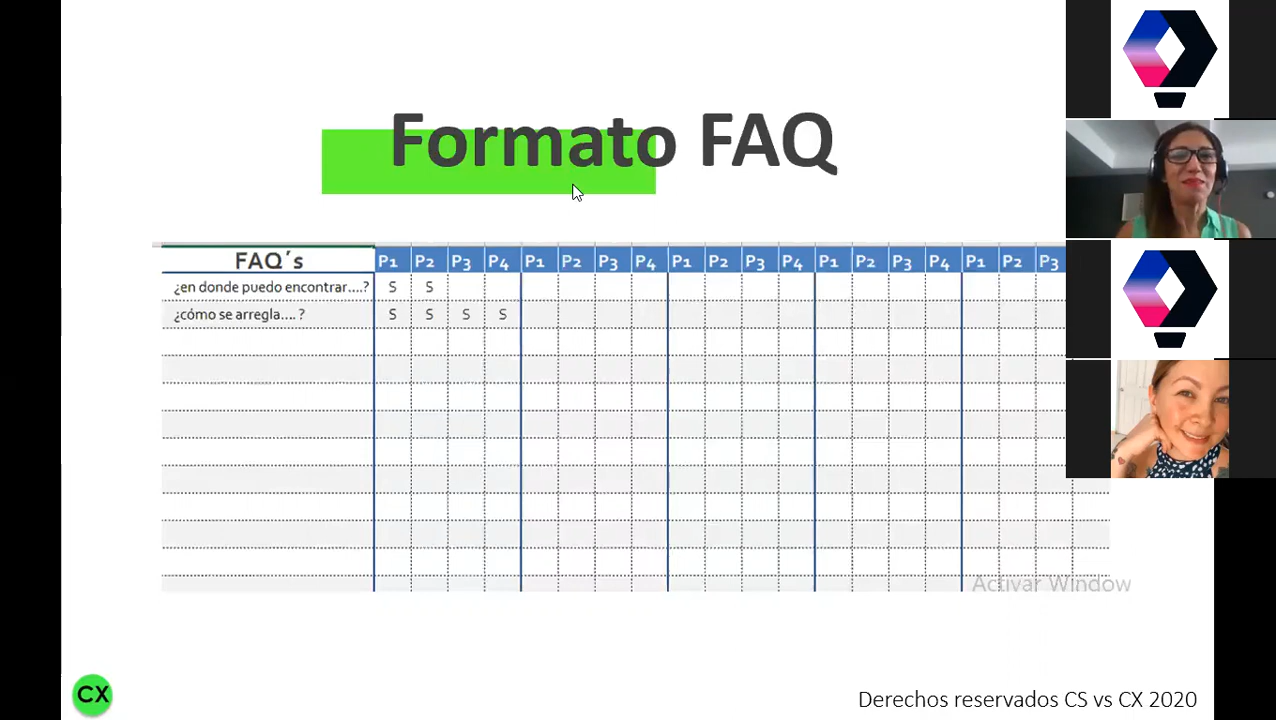 Formato FAQ
FAQ´s P1 P2 P3 P4 P1 P2 P3 P4 P1 P2 P3 P4 P1 P2 P3 P4 P1 P2 P3
¿en donde puedo encontrar....? S S
¿cómo se arregla.... ? S S S S
Activar Window
CX
Derechos reservados CS vs CX 2020